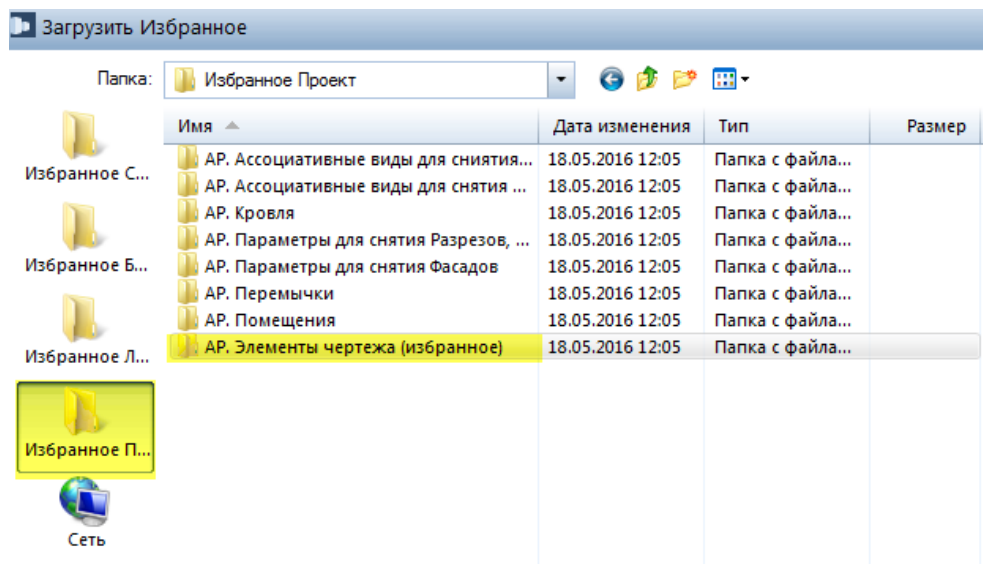 Загрузить Избранное
Папка: Избранное Проект
Имя Дата изменения Тип Размер
АР. Ассоциативные виды для сниятия... 18.05.2016 12:05 Папка с файла...
АР. Ассоциативные виды для снятия ... 18.05.2016 12:05 Папка с файла...
АР. Кровля 18.05.2016 12:05 Папка с файла...
АР. Параметры для снятия Разрезов, ... 18.05.2016 12:05 Папка с файла...
АР. Параметры для снятия Фасадов 18.05.2016 12:05 Папка с файла...
АР. Перемычки 18.05.2016 12:05 Папка с файла...
АР. Помещения 18.05.2016 12:05 Папка с файла...
АР. Элементы чертежа (избранное) 18.05.2016 12:05 Папка с файла...
Избранное С...
Избранное Б...
Избранное Л...
Избранное П...
Сеть